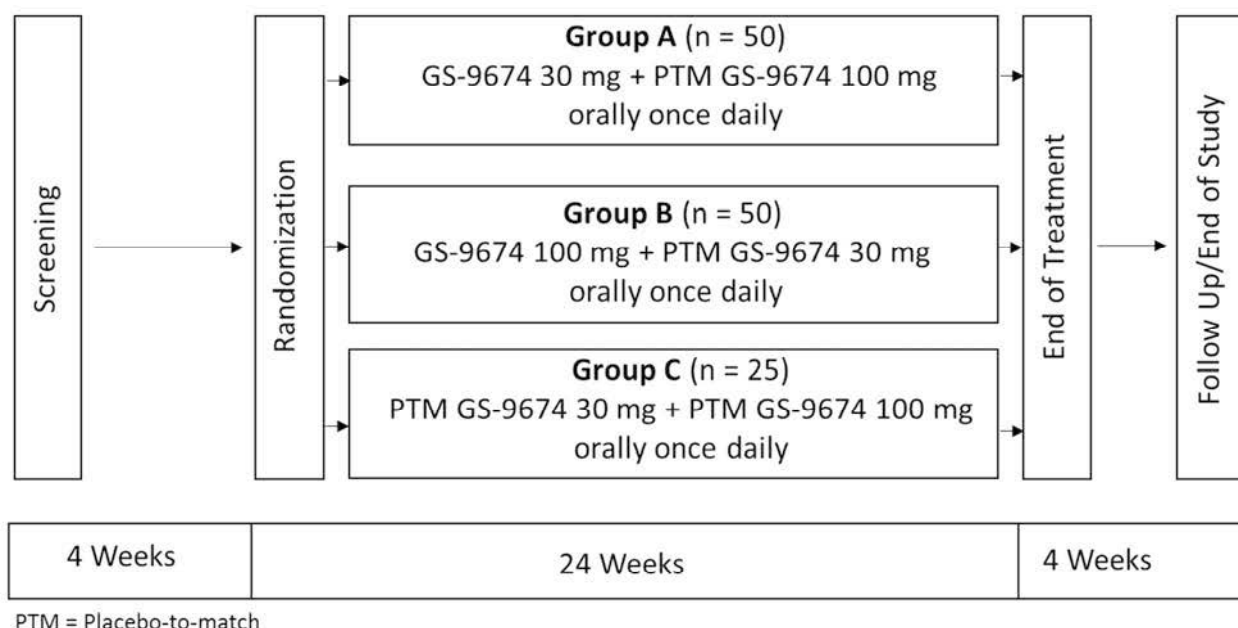 Screening
Randomization
Group A (n = 50)
GS-9674 30 mg + PTM GS-9674 100 mg
orally once daily
Group B (n = 50)
GS-9674 100 mg + PTM GS-9674 30 mg
orally once daily
Group C (n = 25)
PTM GS-9674 30 mg + PTM GS-9674 100 mg
orally once daily
End of Treatment
Follow Up/End of Study
4 Weeks
24 Weeks
4 Weeks
PTM = Placebo-to-match